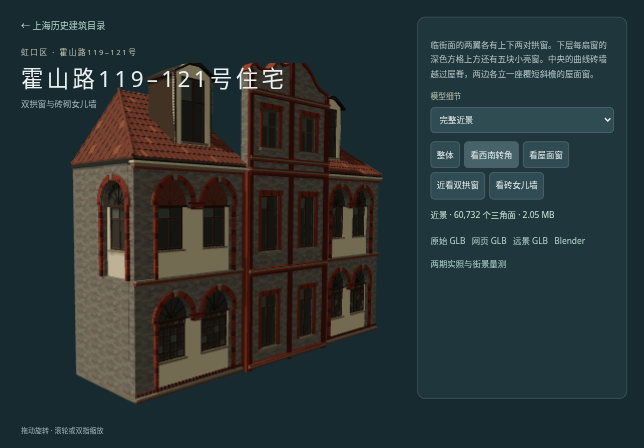 ← 上海历史建筑目录
虹口区 · 霍山路119–121号
霍山路119–121号住宅
双拱窗与砖砌女儿墙
临街面的两翼各有上下两对拱窗。下层每扇窗的
深色方格上方还有五块小亮窗。中央的曲线砖墙
越过屋脊，两边各立一座覆短斜檐的屋面窗。
模型细节
完整近景
整体
看西南转角
看屋面窗
近看双拱窗
看砖女儿墙
近景 · 60,732 个三角面 · 2.05 MB
原始 GLB 网页 GLB 远景 GLB Blender
两期实照与街景量测
拖动旋转 · 滚轮或双指缩放